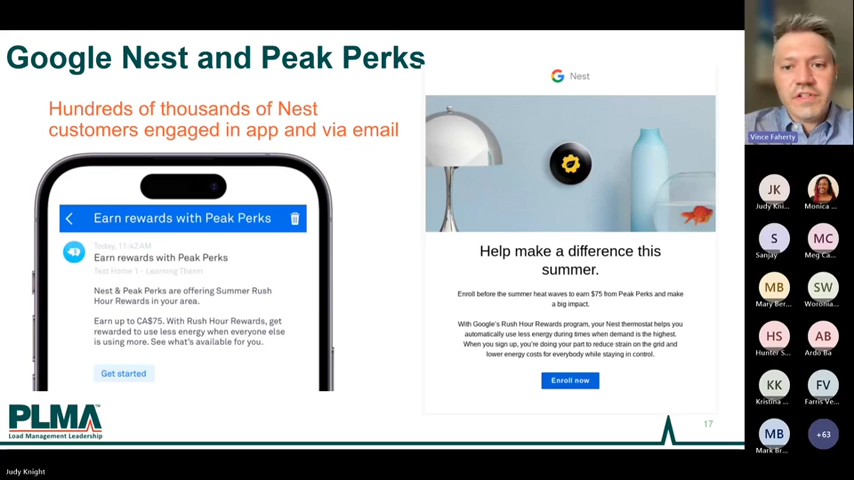 Google Nest and Peak Perks
Hundreds of thousands of Nest
customers engaged in app and via email
Earn rewards with Peak Perks
Today, 11:42 AM
Earn rewards with Peak Perks
Test Home 1 - Learning Therm
Nest & Peak Perks are offering Summer Rush
Hour Rewards in your area.
Earn up to CA$75. With Rush Hour Rewards, get
rewarded to use less energy when everyone else
is using more. See what's available for you.
Get started
G Nest
Help make a difference this
summer.
Enroll before the summer heat waves to earn $75 from Peak Perks and make
a big impact.
With Google's Rush Hour Rewards program, your Nest thermostat helps you
automatically use less energy during times when demand is the highest.
When you sign up, you're doing your part to reduce strain on the grid and
lower energy costs for everybody while staying in control.
Enroll now
PLMA
Load Management Leadership
17
Judy Knight
Vince Faherty
JK
Judy Kni...
Monica ...
S
Sanjay
MC
Meg Ca...
MB
Mary Ber...
SW
Woronia...
HS
Hunter S...
AB
Ardo Ba
KK
Kristina ...
FV
Farris Ve...
MB
Mark Br...
+63